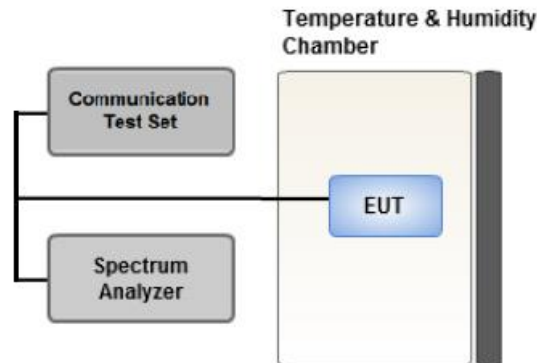 Temperature & Humidity
Chamber
Communication
Test Set
EUT
Spectrum
Analyzer